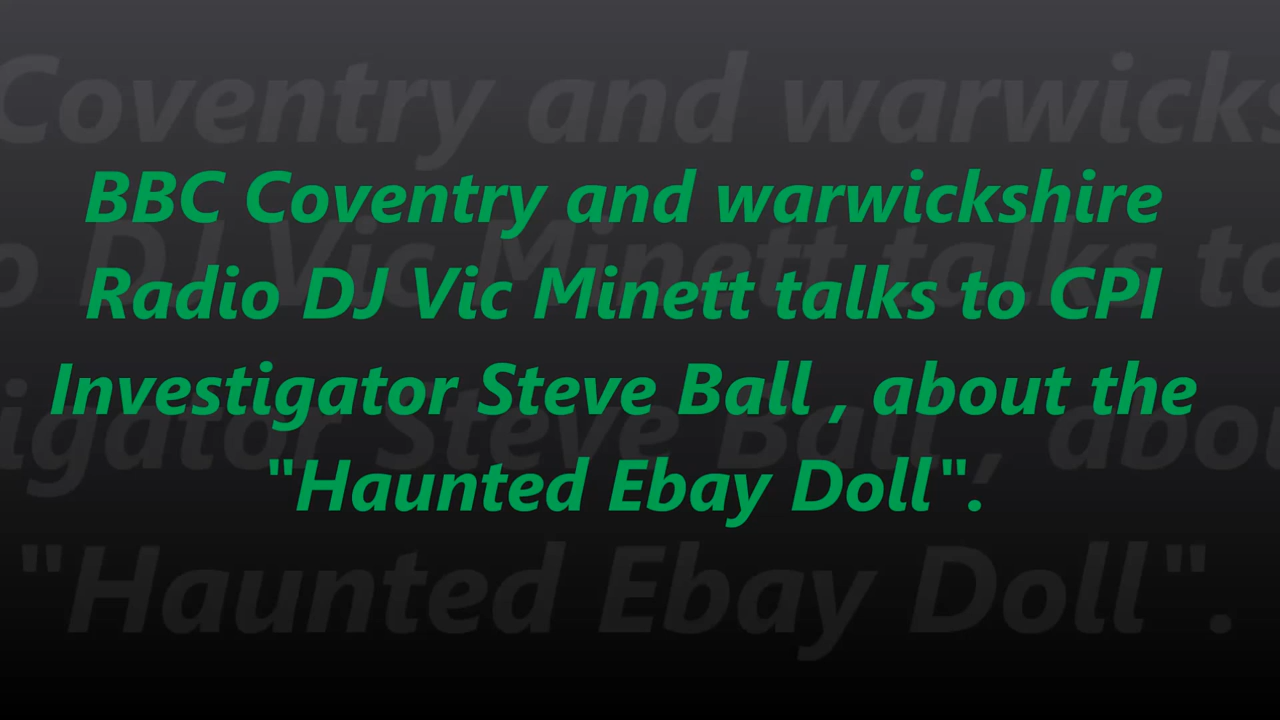 BBC Coventry and warwickshire
Radio DJ Vic Minett talks to CPI
Investigator Steve Ball , about the
"Haunted Ebay Doll".